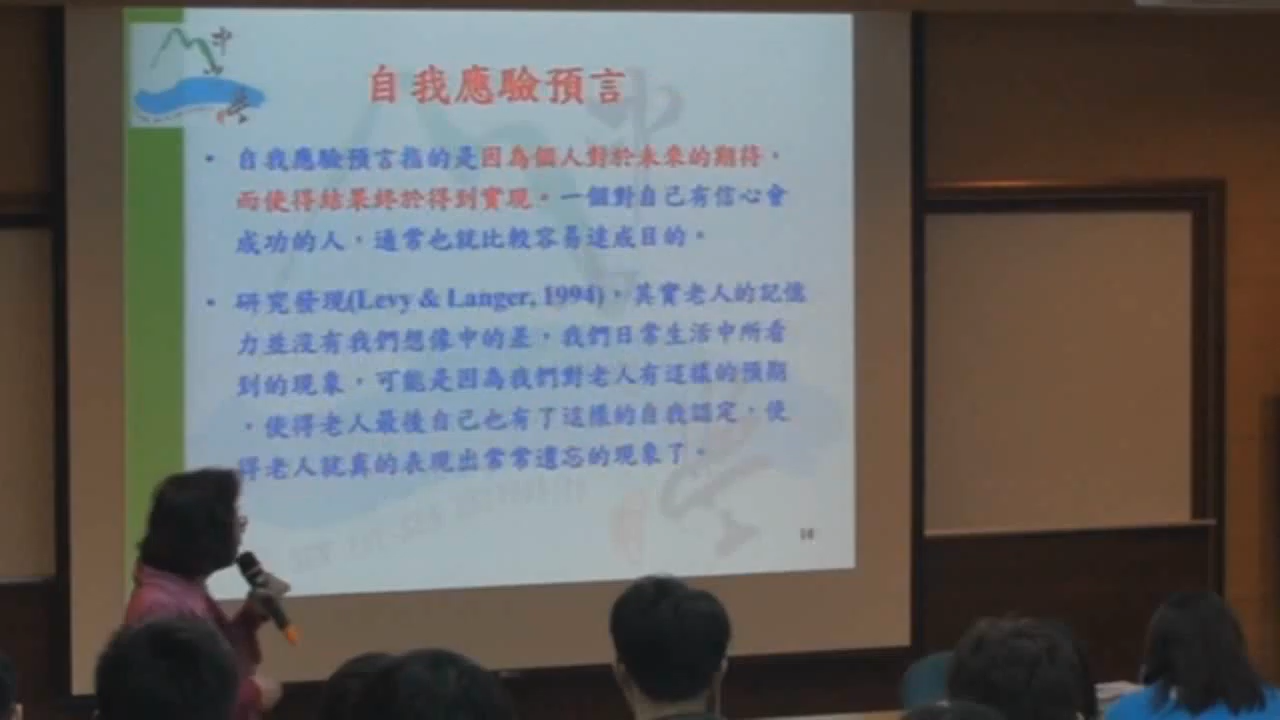 自我應驗預言
• 自我應驗預言指的是因為個人對於未來的期待，
而使得結果終於得到實現。一個對自己有信心會
成功的人，通常也就比較容易達成目的。
• 研究發現(Levy & Langer, 1994)，其實老人的記憶
力並沒有我們想像中的差，我們日常生活中所看
到的現象，可能是因為我們對老人有這樣的預期
，使得老人最後自己也有了這樣的自我認定，使
得老人就真的表現出常常遺忘的現象了。